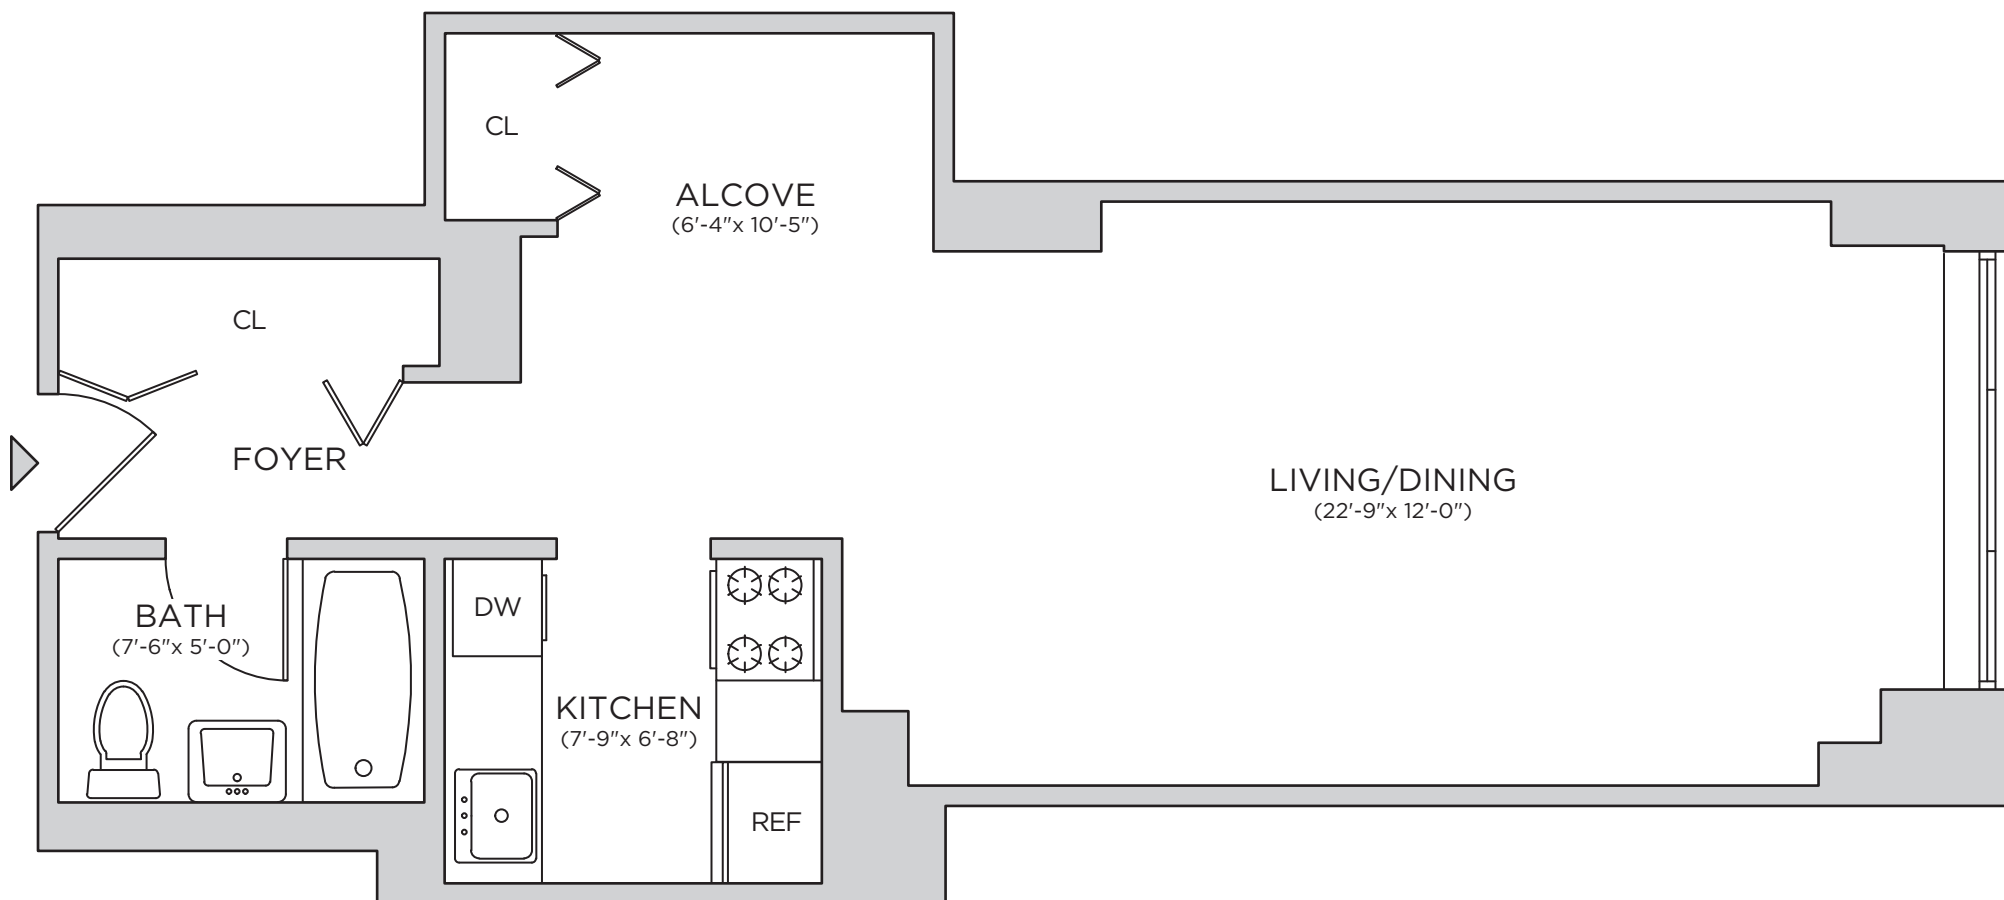 CL
ALCOVE
(6'-4"x 10'-5")
CL
FOYER
LIVING/DINING
(22'-9"x 12'-0")
BATH
(7'-6"x 5'-0")
DW
KITCHEN
(7'-9"x 6'-8")
REF